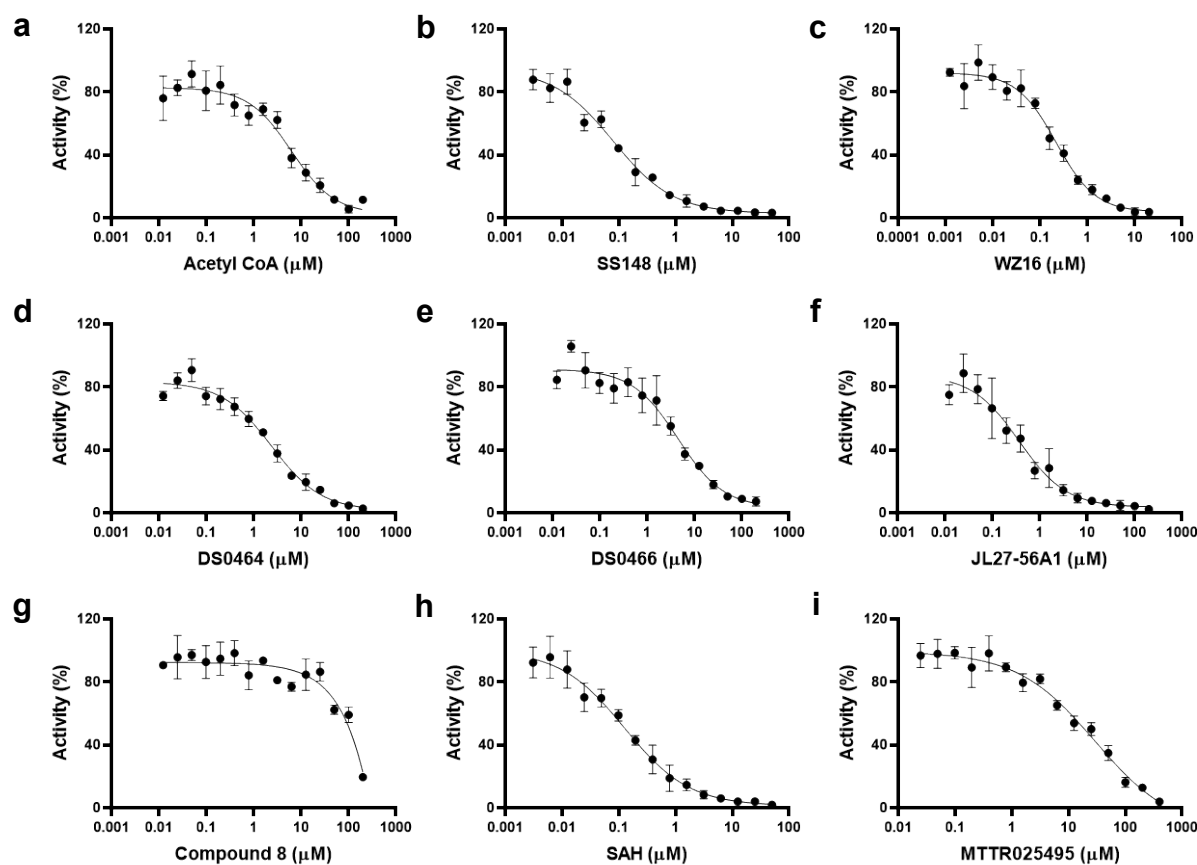 a
b
c
120
80
40
0
Activity (%)
0.001 0.01 0.1 1 10 100 1000
Acetyl CoA (μM)
120
80
40
0
Activity (%)
0.001 0.01 0.1 1 10 100
SS148 (μM)
120
80
40
0
Activity (%)
0.0001 0.001 0.01 0.1 1 10 100
WZ16 (μM)
d
e
f
120
80
40
0
Activity (%)
0.001 0.01 0.1 1 10 100 1000
DS0464 (μM)
120
80
40
0
Activity (%)
0.001 0.01 0.1 1 10 100 1000
DS0466 (μM)
120
80
40
0
Activity (%)
0.001 0.01 0.1 1 10 100 1000
JL27-56A1 (μM)
g
h
i
120
80
40
0
Activity (%)
0.001 0.01 0.1 1 10 100 1000
Compound 8 (μM)
120
80
40
0
Activity (%)
0.001 0.01 0.1 1 10 100
SAH (μM)
120
80
40
0
Activity (%)
0.01 0.1 1 10 100 1000
MTTR025495 (μM)